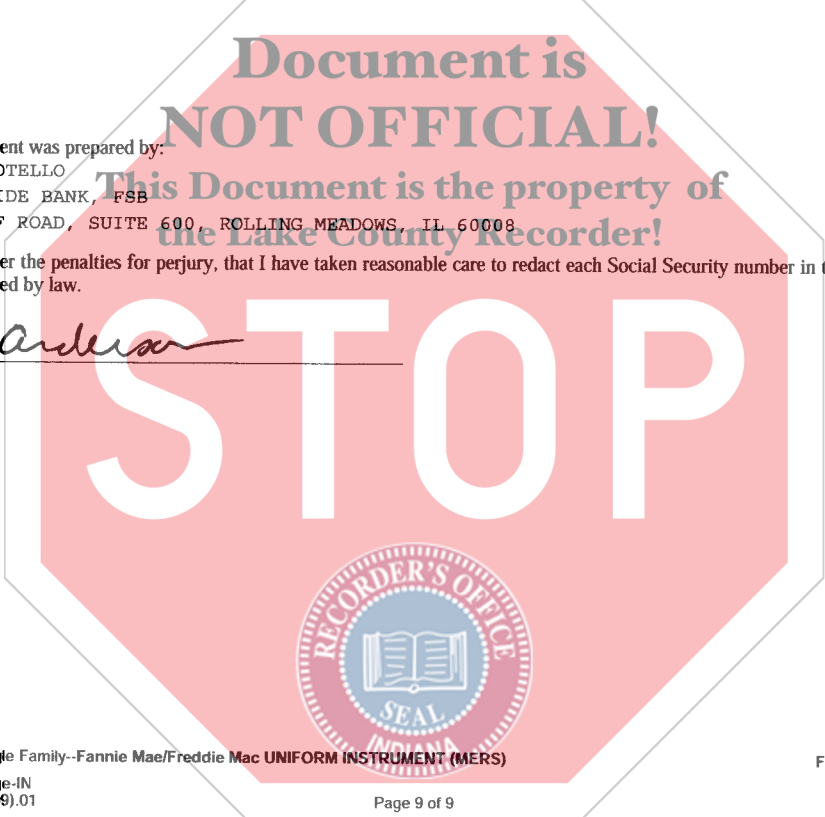 Document is
NOT OFFICIAL!
ent was prepared by:
OTELLO
This Document is the property of
IDE BANK, FSB
ROAD, SUITE 600, ROLLING MEADOWS, IL 60008
the Lake County Recorder!
er the penalties for perjury, that I have taken reasonable care to redact each Social Security number in t
ed by law.
anderson
STOP
RECORDER'S OFFICE
SEAL
INDIANA
le Family--Fannie Mae/Freddie Mac UNIFORM INSTRUMENT (MERS)
F
e-IN
9).01
Page 9 of 9